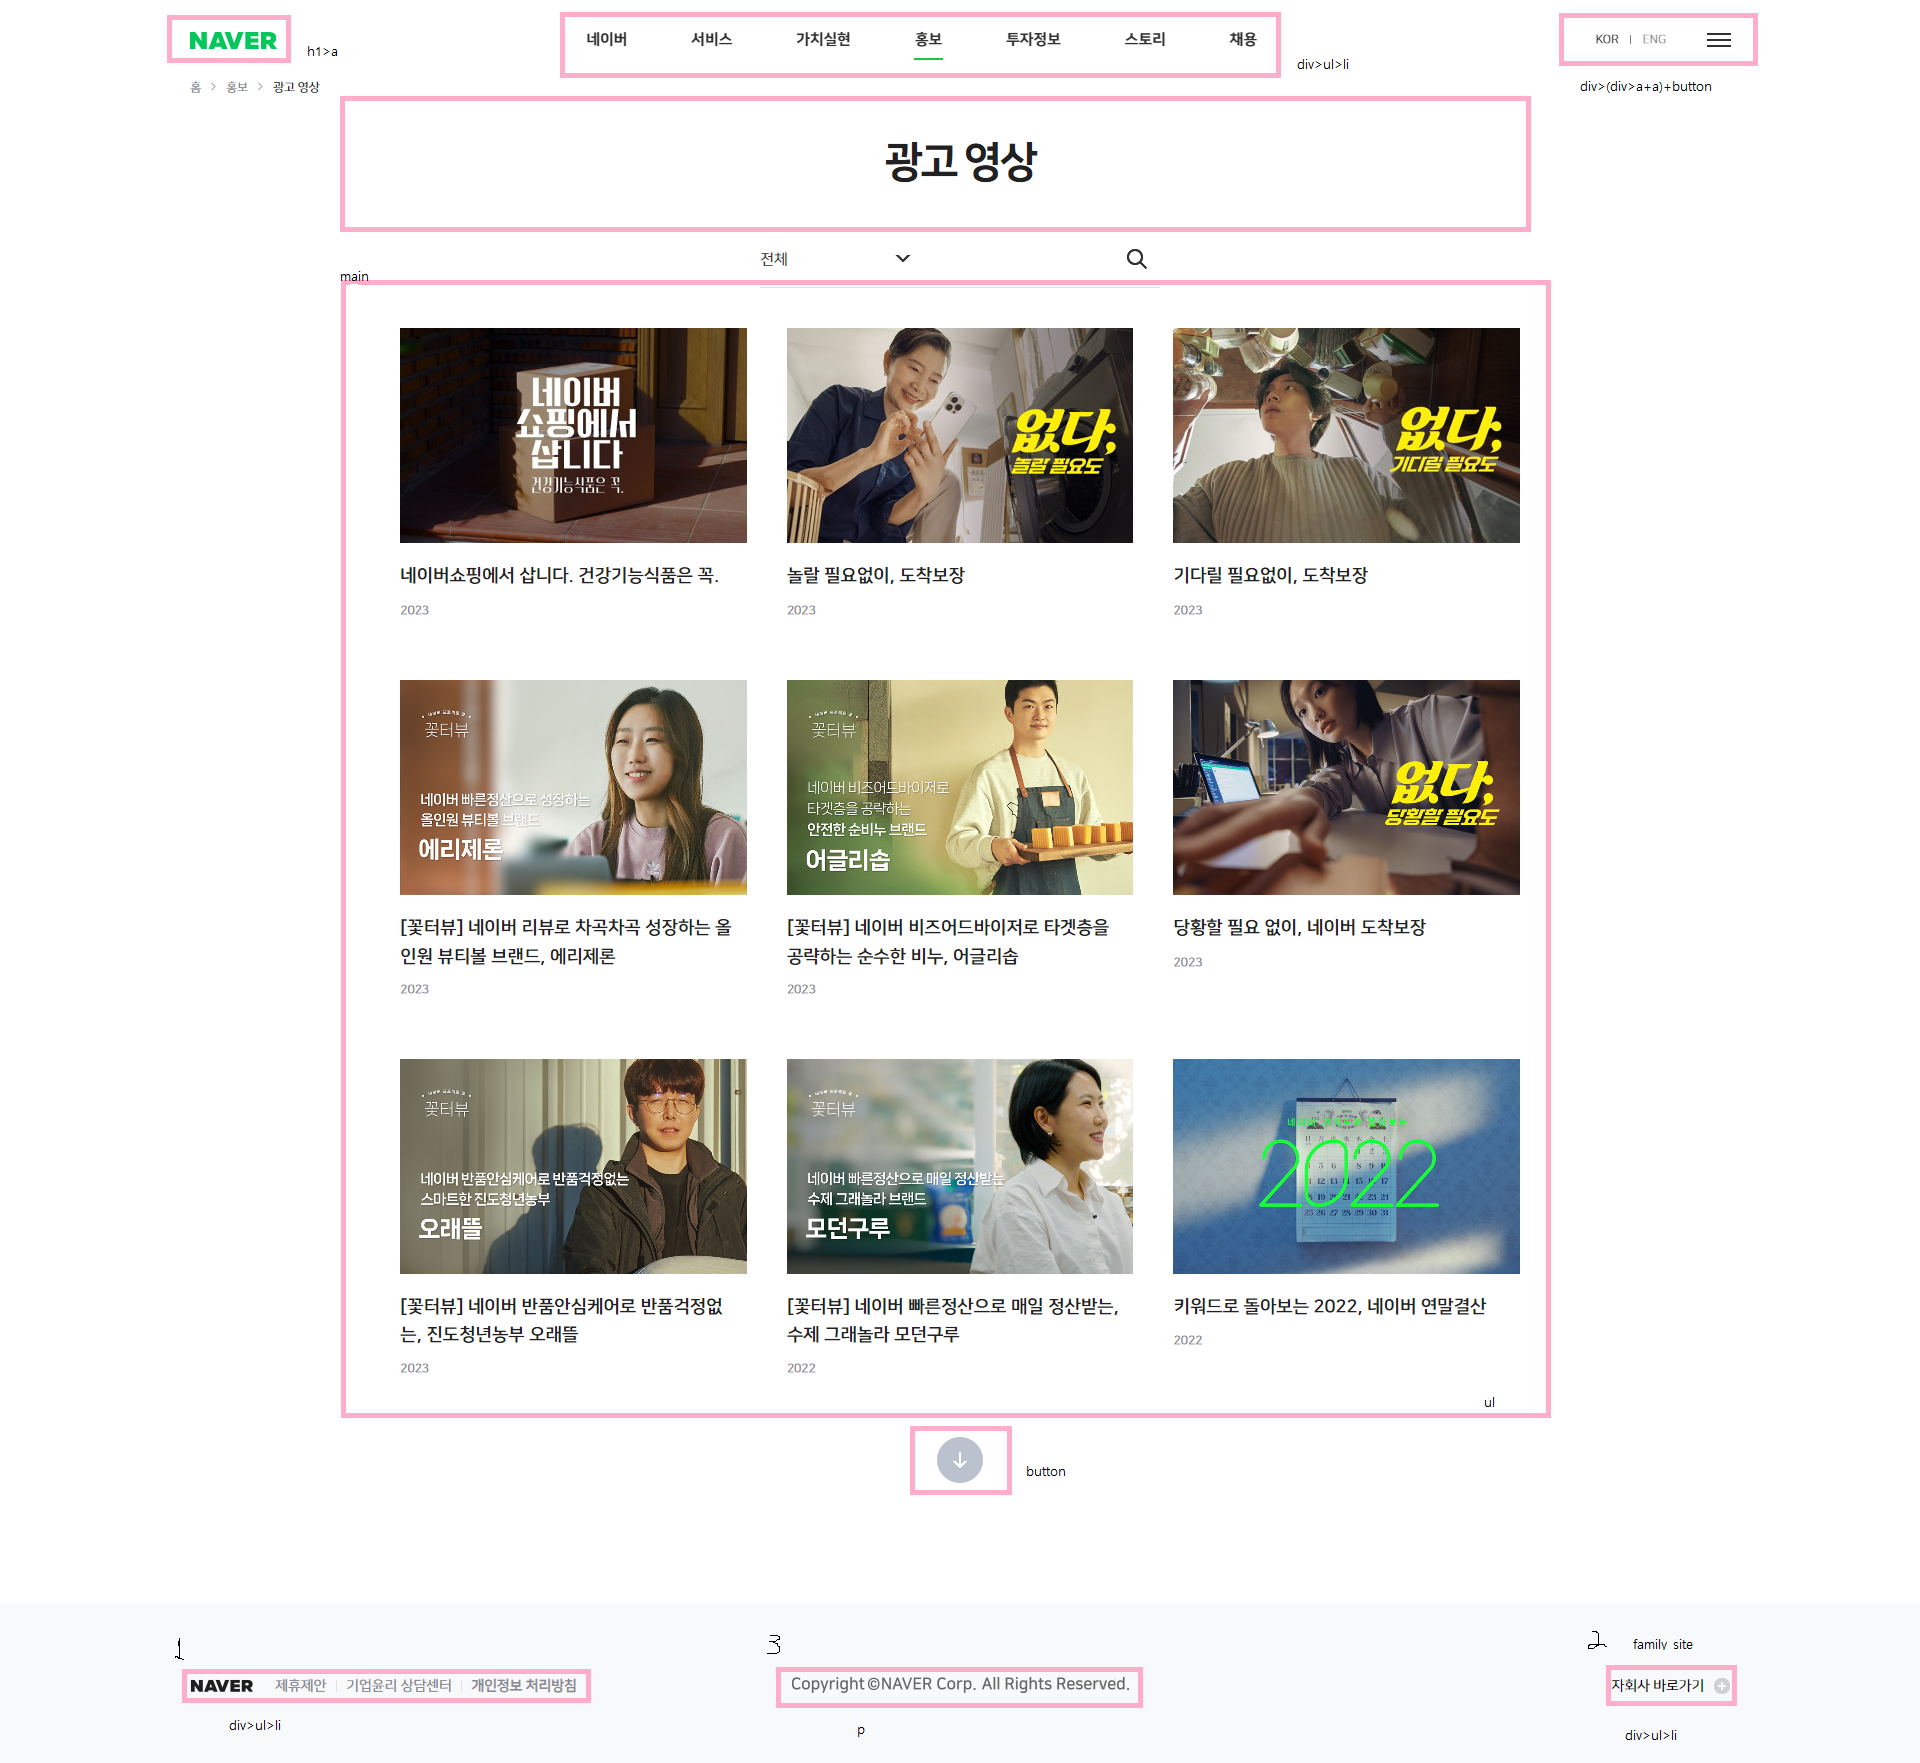 NAVER
h1>a
네이버 서비스 가치실현 홍보 투자정보 스토리 채용
div>ul>li
KOR | ENG
div>(div>a+a)+button
홈 > 홍보 > 광고 영상
광고 영상
전체
main
네이버
쇼핑에서
삽니다
건강기능식품은 꼭.
없다;
놀랄 필요도
없다;
기다릴 필요도
네이버쇼핑에서 삽니다. 건강기능식품은 꼭.
2023
놀랄 필요없이, 도착보장
2023
기다릴 필요없이, 도착보장
2023
꽃터뷰
네이버 빠른정산으로 성장하는
올인원 뷰티볼 브랜드
에리제론
꽃터뷰
네이버 비즈어드바이저로
타겟층을 공략하는
안전한 순비누 브랜드
어글리솝
없다;
당황할 필요도
[꽃터뷰] 네이버 리뷰로 차곡차곡 성장하는 올
인원 뷰티볼 브랜드, 에리제론
2023
[꽃터뷰] 네이버 비즈어드바이저로 타겟층을
공략하는 순수한 비누, 어글리솝
2023
당황할 필요 없이, 네이버 도착보장
2023
꽃터뷰
네이버 반품안심케어로 반품걱정없는
스마트한 진도청년농부
오래뜰
꽃터뷰
네이버 빠른정산으로 매일 정산받는
수제 그래놀라 브랜드
모던구루
2022
[꽃터뷰] 네이버 반품안심케어로 반품걱정없
는, 진도청년농부 오래뜰
2023
[꽃터뷰] 네이버 빠른정산으로 매일 정산받는,
수제 그래놀라 모던구루
2022
키워드로 돌아보는 2022, 네이버 연말결산
2022
ul
button
1
3
2
family site
NAVER 제휴제안 | 기업윤리 상담센터 | 개인정보 처리방침
Copyright ©NAVER Corp. All Rights Reserved.
자회사 바로가기
div>ul>li
p
div>ul>li